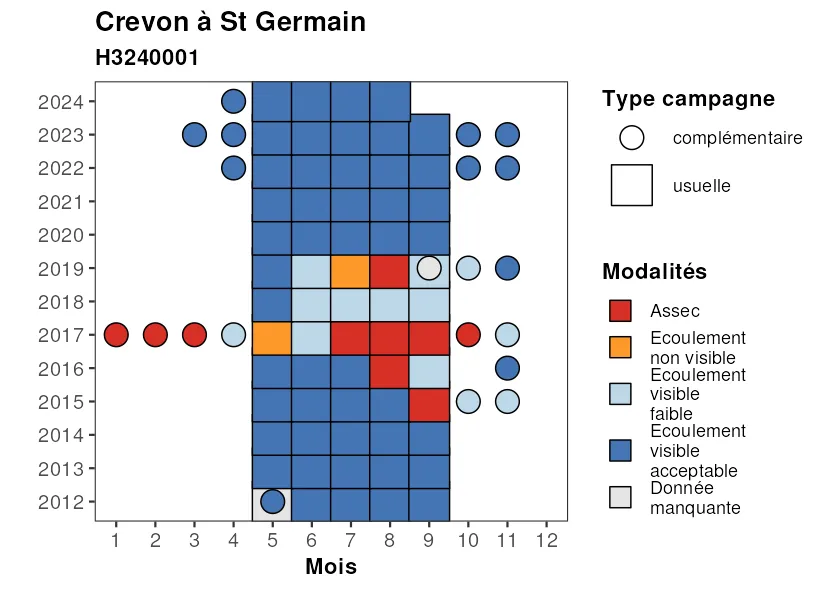 Crevon à St Germain
H3240001
2024
2023
2022
2021
2020
2019
2018
2017
2016
2015
2014
2013
2012
1 2 3 4 5 6 7 8 9 10 11 12
Mois
Type campagne
complémentaire
usuelle
Modalités
Assec
Ecoulement
non visible
Ecoulement
visible
faible
Ecoulement
visible
acceptable
Donnée
manquante